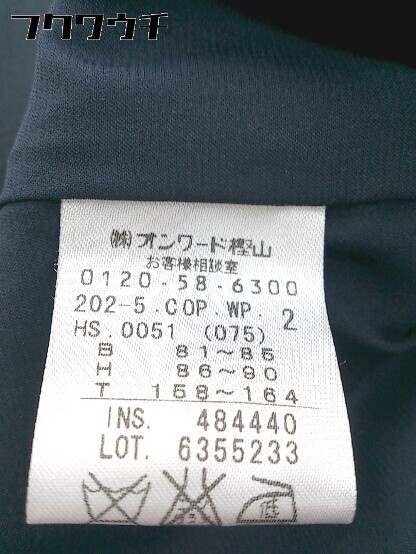 フクウクチ
㈱オンワード樫山
お客様相談室
0120-58-6300
202-5.COP.WP. 2
HS.0051 (075)
B 81～85
H 86～90
T 158～164
INS. 484440
LOT. 6355233
低